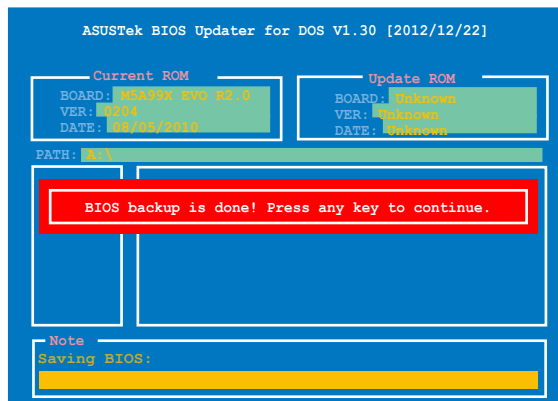 ASUSTek BIOS Updater for DOS V1.30 [2012/12/22]
Current ROM
BOARD: M5A99X EVO R2.0
VER: 0204
DATE: 08/05/2010
Update ROM
BOARD: Unknown
VER: Unknown
DATE: Unknown
PATH: A:\
BIOS backup is done! Press any key to continue.
Note
Saving BIOS: